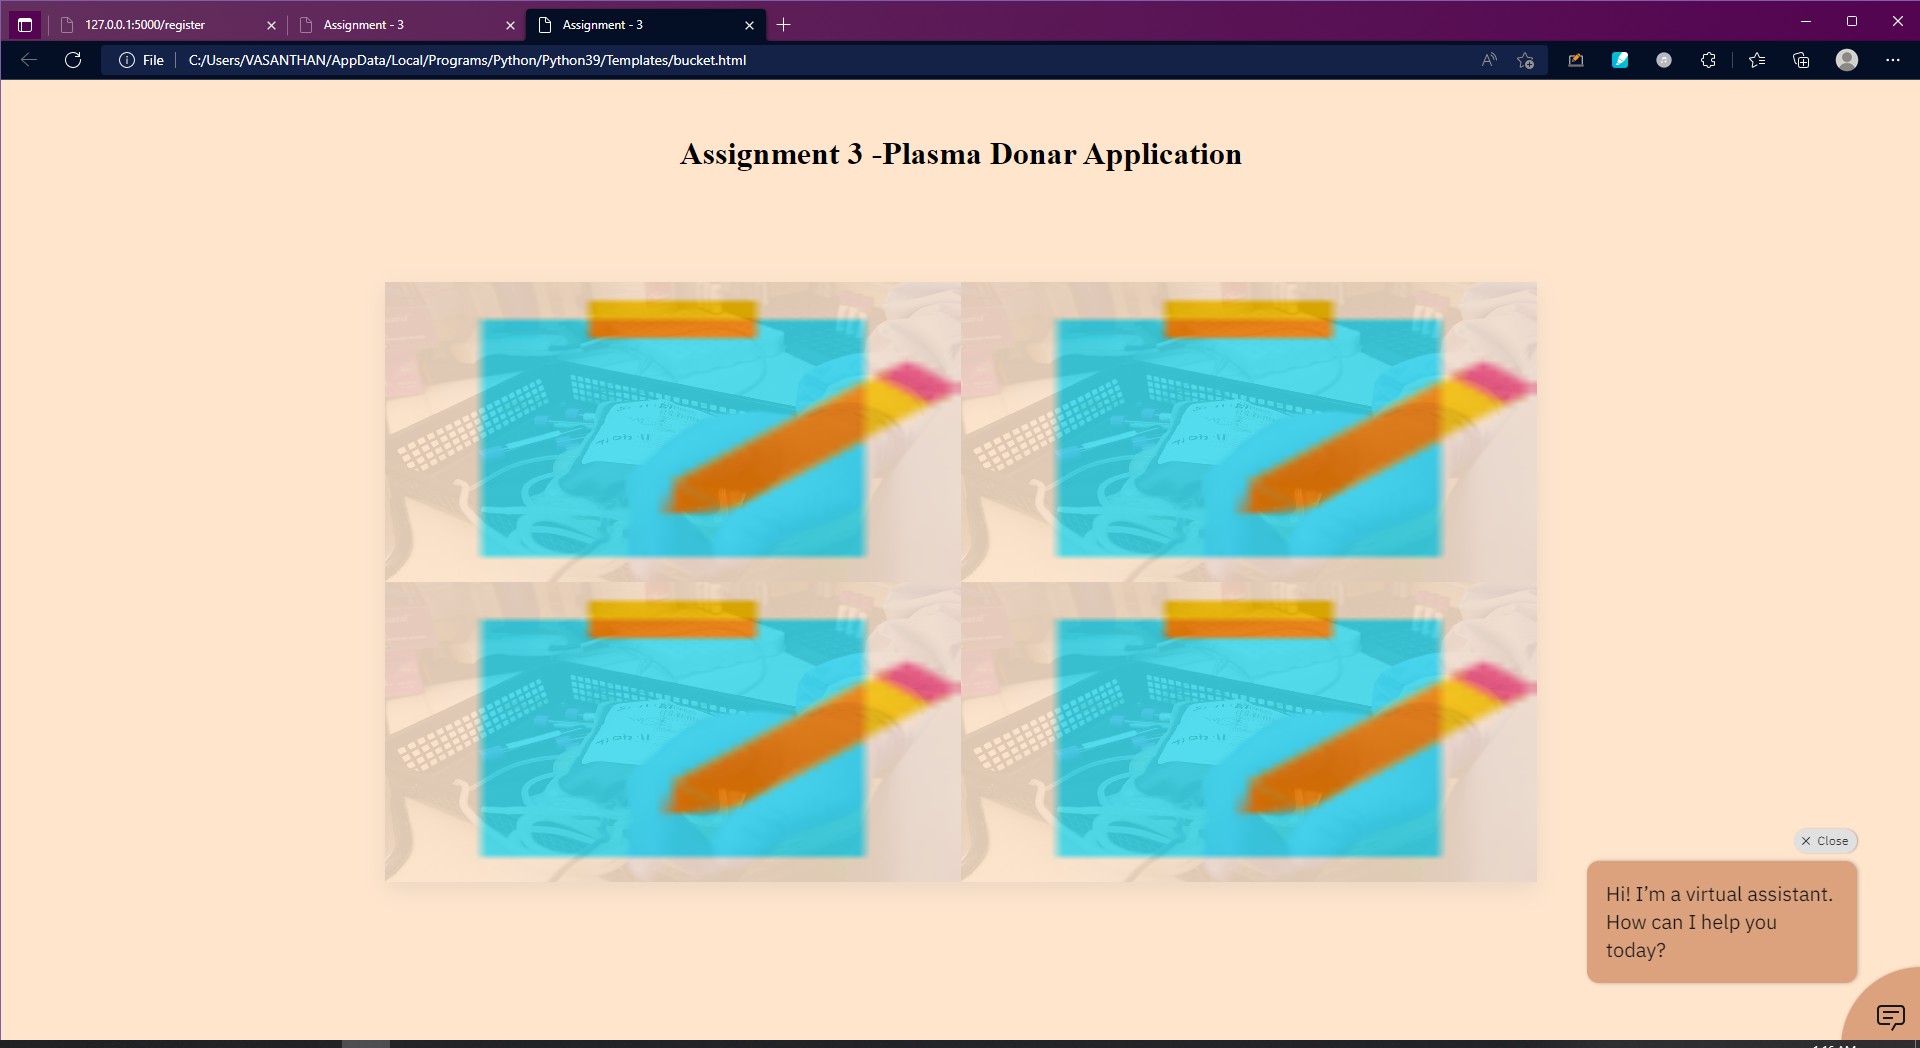 127.0.0.1:5000/register
Assignment - 3
Assignment - 3
File
C:/Users/VASANTHAN/AppData/Local/Programs/Python/Python39/Templates/bucket.html
Assignment 3 -Plasma Donar Application
Close
Hi! I’m a virtual assistant.
How can I help you
today?